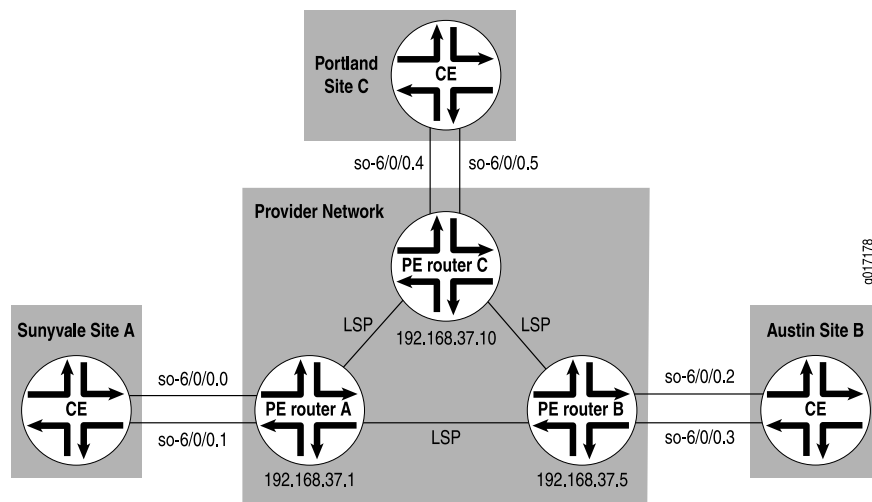 Portland
Site C
CE
so-6/0/0.4
so-6/0/0.5
Provider Network
PE router C
192.168.37.10
LSP
LSP
Sunyvale Site A
CE
so-6/0/0.0
so-6/0/0.1
PE router A
192.168.37.1
LSP
PE router B
192.168.37.5
so-6/0/0.2
so-6/0/0.3
Austin Site B
CE
g017178